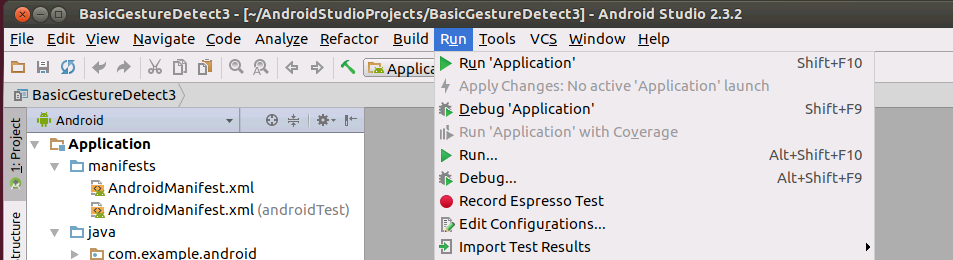 BasicGestureDetect3 - [~/AndroidStudioProjects/BasicGestureDetect3] - Android Studio 2.3.2
File Edit View Navigate Code Analyze Refactor Build Run Tools VCS Window Help
Applica
BasicGestureDetect3
1: Project
Structure
Android
Application
manifests
AndroidManifest.xml
AndroidManifest.xml (androidTest)
java
com.example.android
Run 'Application' Shift+F10
Apply Changes: No active 'Application' launch
Debug 'Application' Shift+F9
Run 'Application' with Coverage
Run... Alt+Shift+F10
Debug... Alt+Shift+F9
Record Espresso Test
Edit Configurations...
Import Test Results